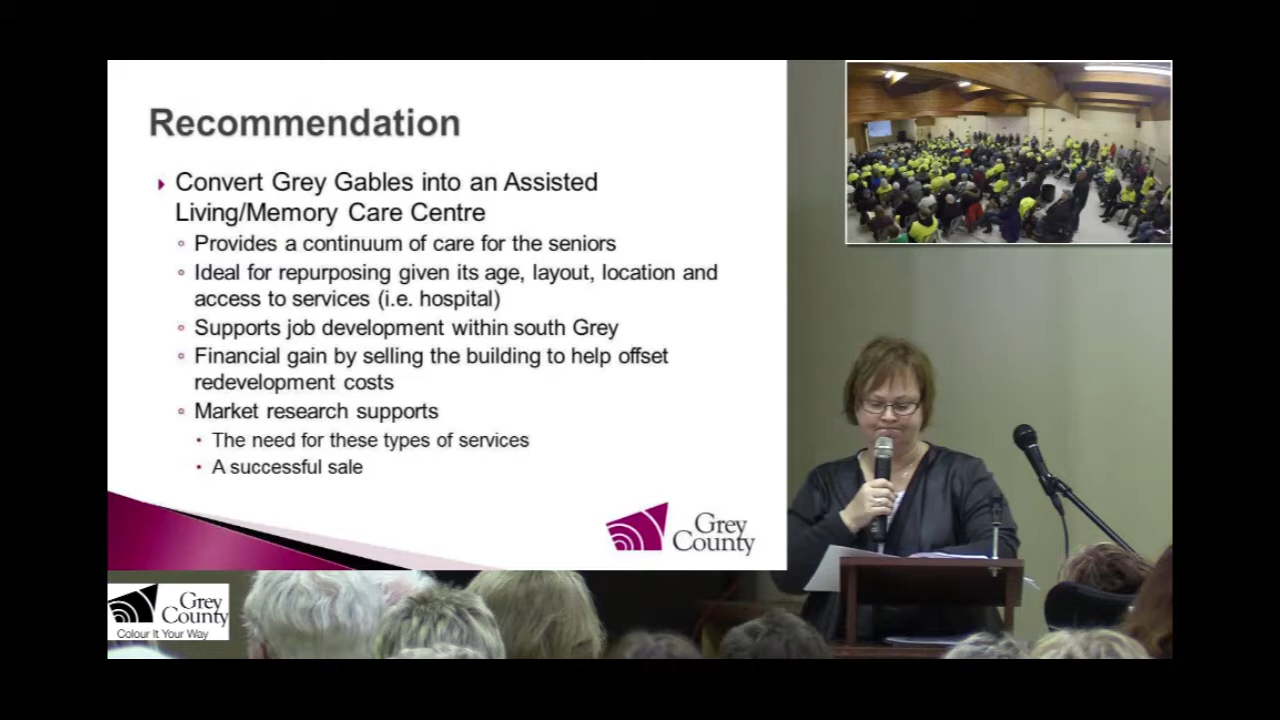 Recommendation
Convert Grey Gables into an Assisted
Living/Memory Care Centre
Provides a continuum of care for the seniors
Ideal for repurposing given its age, layout, location and
access to services (i.e. hospital)
Supports job development within south Grey
Financial gain by selling the building to help offset
redevelopment costs
Market research supports
The need for these types of services
A successful sale
Grey
County
Grey
County
Colour It Your Way